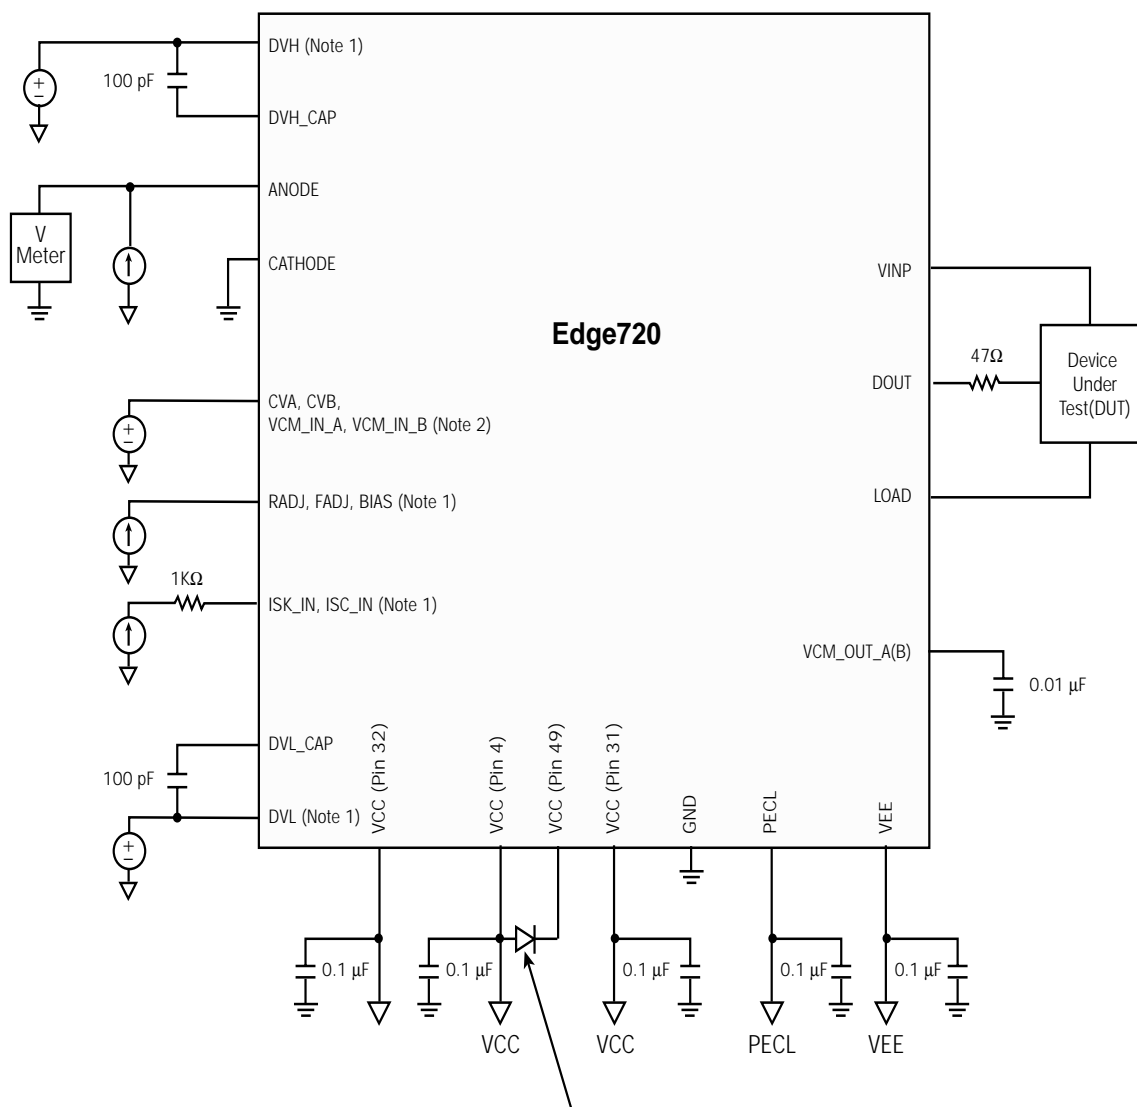 DVH (Note 1)
+
−
100 pF
DVH_CAP
ANODE
V
Meter
CATHODE
VINP
Edge720
47Ω
Device
Under
Test(DUT)
DOUT
CVA, CVB,
VCM_IN_A, VCM_IN_B (Note 2)
+
−
LOAD
RADJ, FADJ, BIAS (Note 1)
1KΩ
ISK_IN, ISC_IN (Note 1)
VCM_OUT_A(B)
0.01 µF
DVL_CAP
100 pF
DVL (Note 1)
+
−
VCC (Pin 32)
VCC (Pin 4)
VCC (Pin 49)
VCC (Pin 31)
GND
PECL
VEE
0.1 µF
0.1 µF
0.1 µF
0.1 µF
0.1 µF
VCC
VCC
PECL
VEE